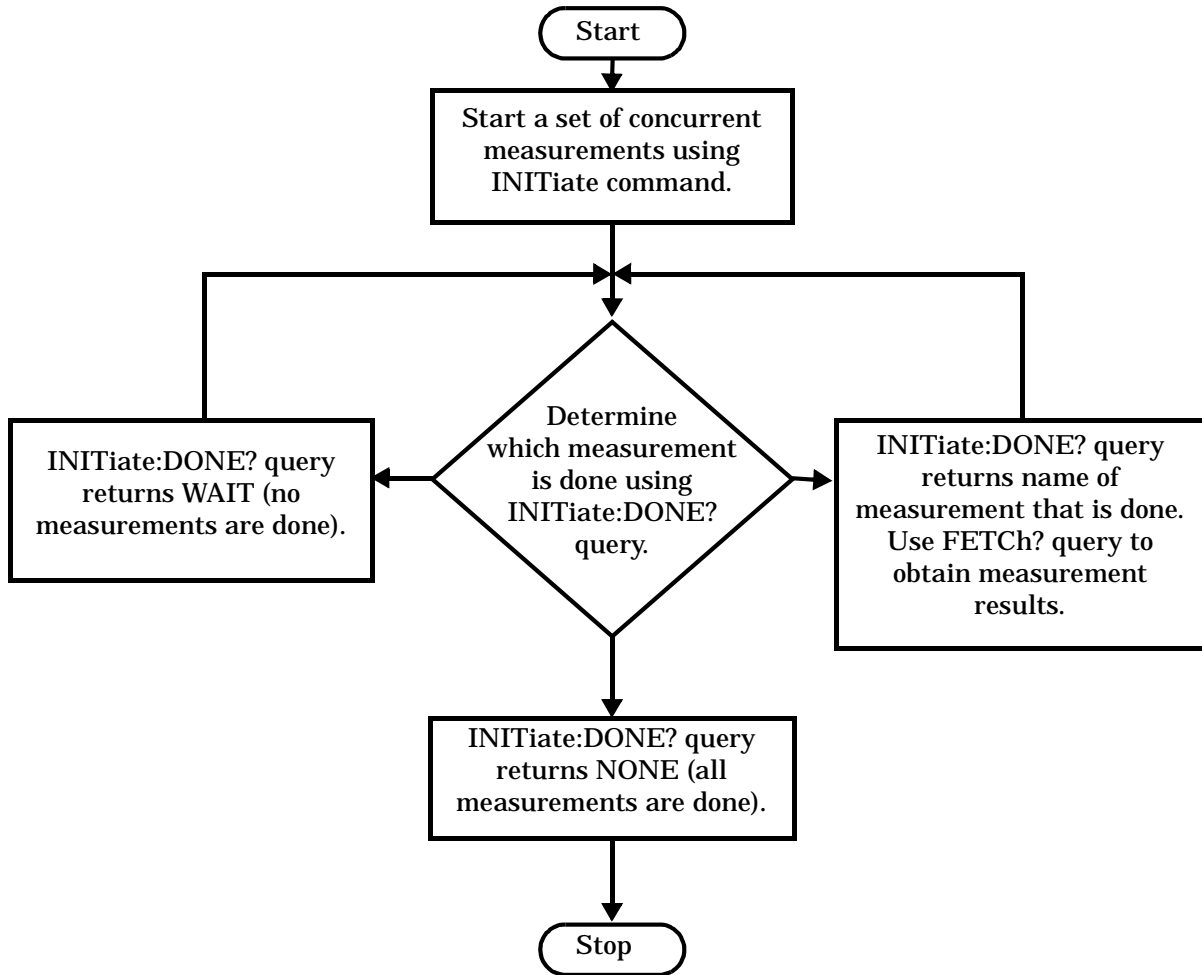 Start
Start a set of concurrent
measurements using
INITiate command.
Determine
which measurement
is done using
INITiate:DONE?
query.
INITiate:DONE? query
returns WAIT (no
measurements are done).
INITiate:DONE? query
returns name of
measurement that is done.
Use FETCh? query to
obtain measurement
results.
INITiate:DONE? query
returns NONE (all
measurements are done).
Stop